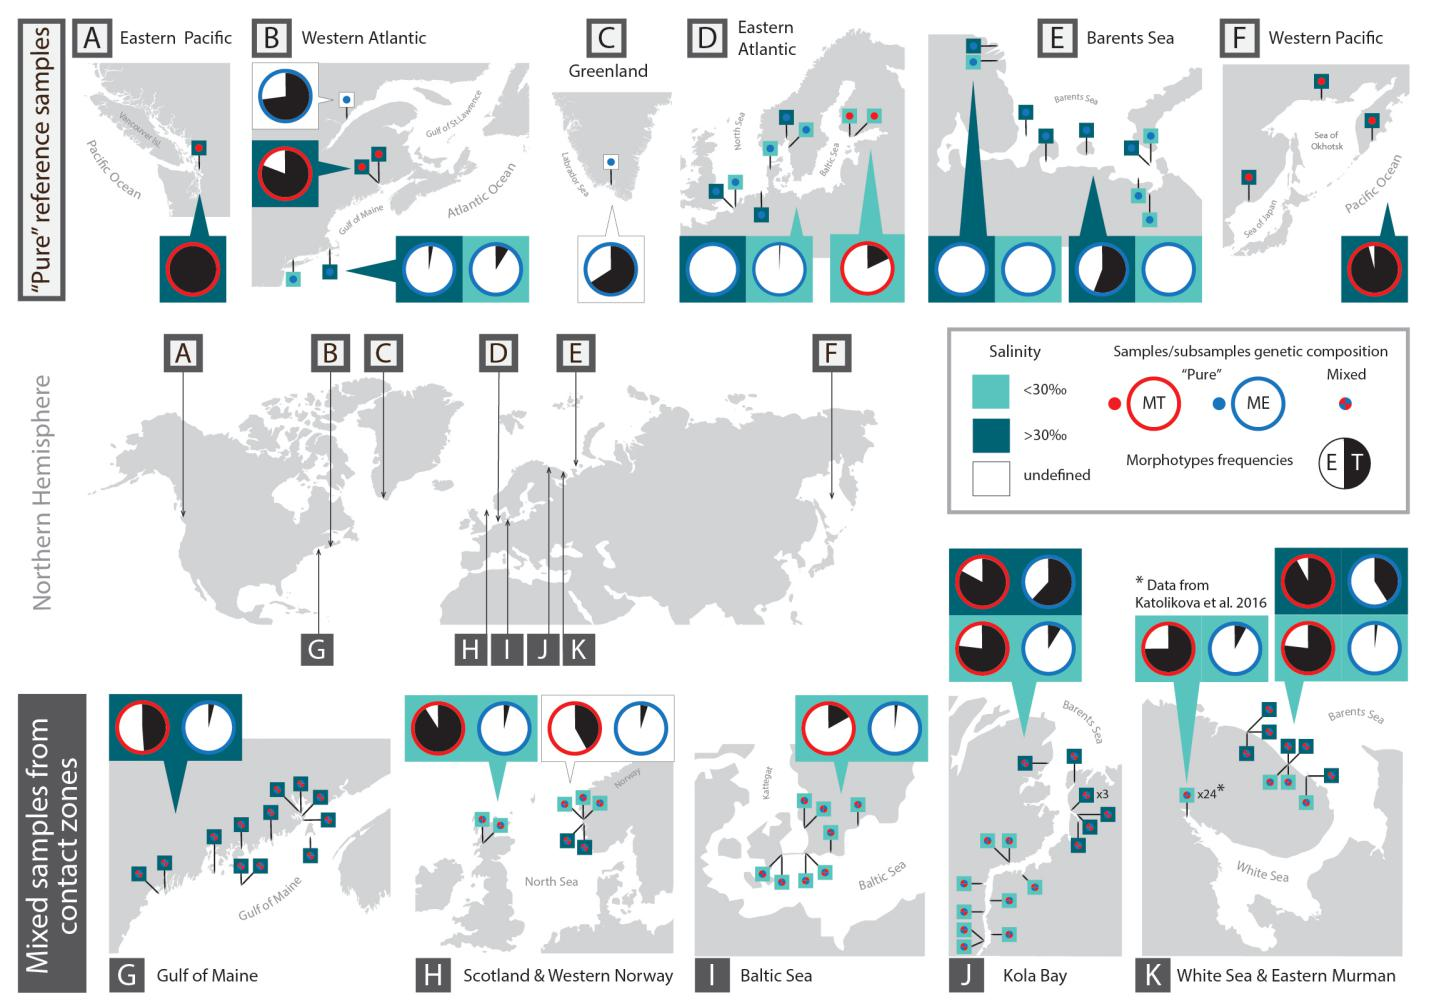 "Pure" reference samples
A Eastern Pacific
Vancouver Isl.
Pacific Ocean
B Western Atlantic
Gulf of St.Lawrence
Gulf of Maine
Atlantic Ocean
C
Greenland
Labrador Sea
D Eastern
Atlantic
North Sea
Baltic Sea
E Barents Sea
Barents Sea
F Western Pacific
Sea of
Okhotsk
Sea of Japan
Pacific Ocean
Northern Hemisphere
A B C D E F
G H I J K
Salinity
<30‰
>30‰
undefined
Samples/subsamples genetic composition
"Pure" Mixed
MT ME
Morphotypes frequencies
E T
* Data from
Katolikova et al. 2016
Mixed samples from
contact zones
Gulf of Maine
G Gulf of Maine
Norway
North Sea
H Scotland & Western Norway
Kattegat
Baltic Sea
I Baltic Sea
Barents Sea
x3
J Kola Bay
Barents Sea
x24*
White Sea
K White Sea & Eastern Murman